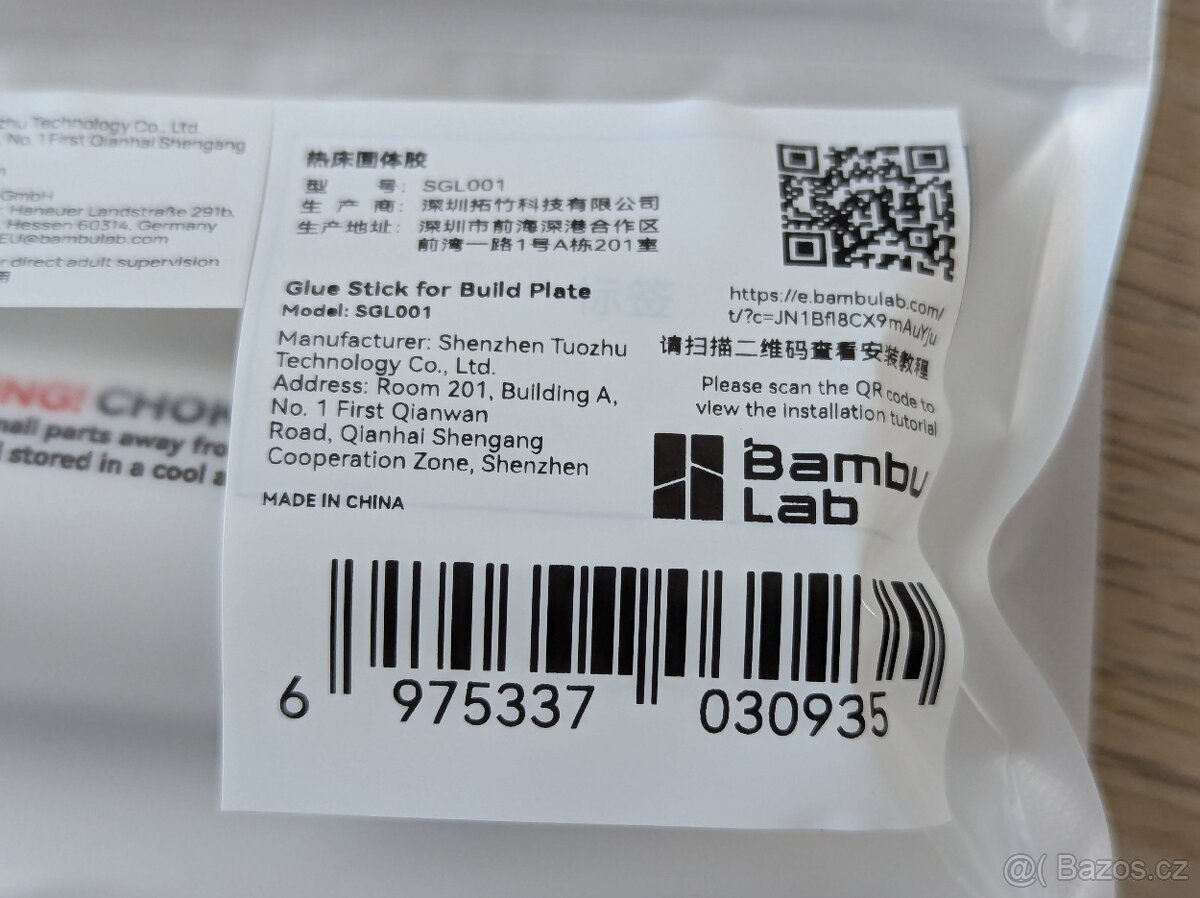 Technology Co., Ltd.
No. 1 First Qianhai Shengang
GmbH
Hanauer Landstraße 291b,
Hessen 60314, Germany
EU@bambulab.com
direct adult supervision
热床固体胶
型 号: SGL001
生 产 商: 深圳拓竹科技有限公司
生产地址: 深圳市前海深港合作区
前湾一路1号A栋201室
Glue Stick for Build Plate
Model: SGL001
Manufacturer: Shenzhen Tuozhu
Technology Co., Ltd.
Address: Room 201, Building A,
No. 1 First Qianwan
Road, Qianhai Shengang
Cooperation Zone, Shenzhen
MADE IN CHINA
https://e.bambulab.com/
t/?c=JN1Bfl8CX9mAuYju
请扫描二维码查看安装教程
Please scan the QR code to
view the installation tutorial
标签
Bambu
Lab
NG! CHOK
mall parts away fro
stored in a cool a
6 975337 030935
@( Bazos.cz